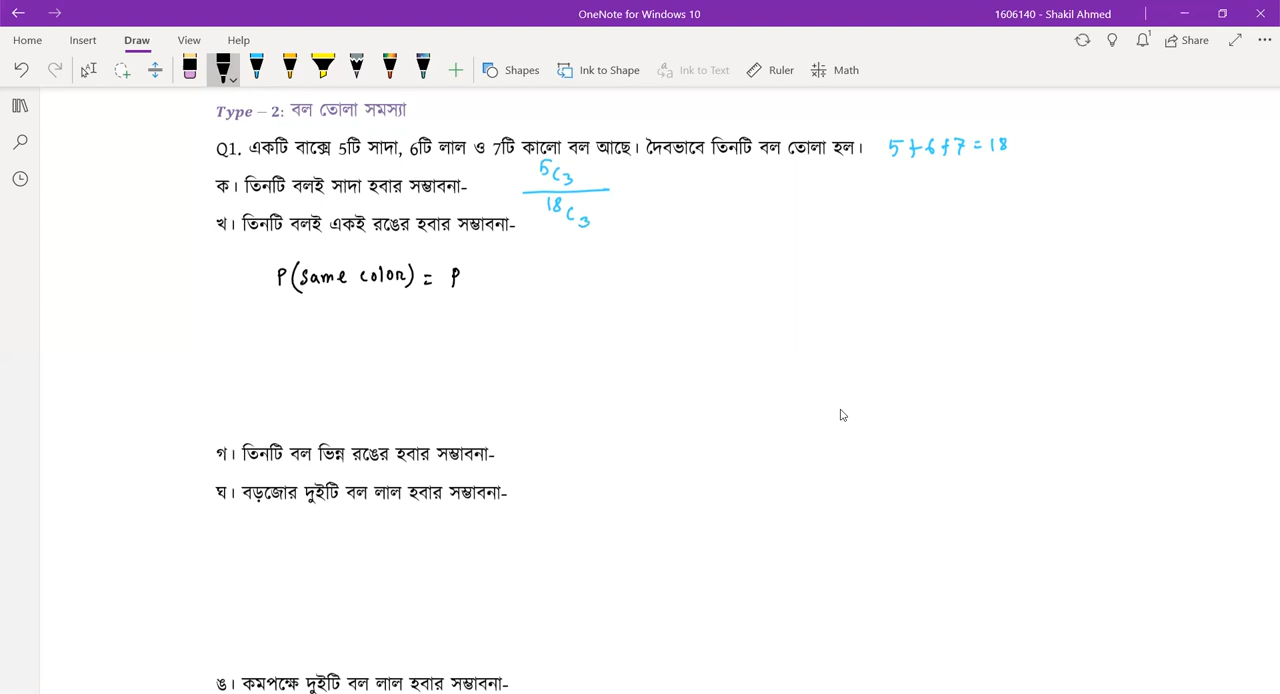 OneNote for Windows 10
1606140 - Shakil Ahmed
Home Insert Draw View Help
1 Share
Shapes Ink to Shape Ink to Text Ruler Math
Type – 2: বল তোলা সমস্যা
Q1. একটি বাক্সে 5টি সাদা, 6টি লাল ও 7টি কালো বল আছে। দৈবভাবে তিনটি বল তোলা হল। 5+6+7=18
ক। তিনটি বলই সাদা হবার সম্ভাবনা- ⁵C₃ / ¹⁸C₃
খ। তিনটি বলই একই রঙের হবার সম্ভাবনা-
P(same color) = P
গ। তিনটি বল ভিন্ন রঙের হবার সম্ভাবনা-
ঘ। বড়জোর দুইটি বল লাল হবার সম্ভাবনা-
ঙ। কমপক্ষে দুইটি বল লাল হবার সম্ভাবনা-